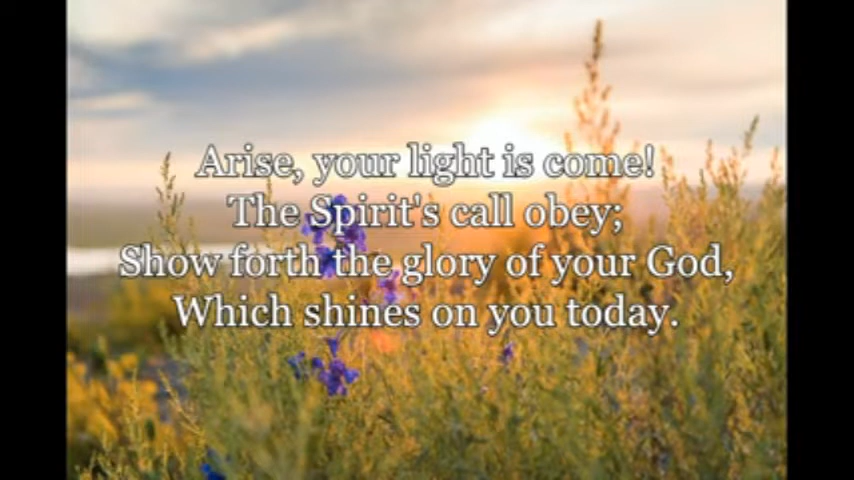 Arise, your light is come!
The Spirit's call obey;
Show forth the glory of your God,
Which shines on you today.